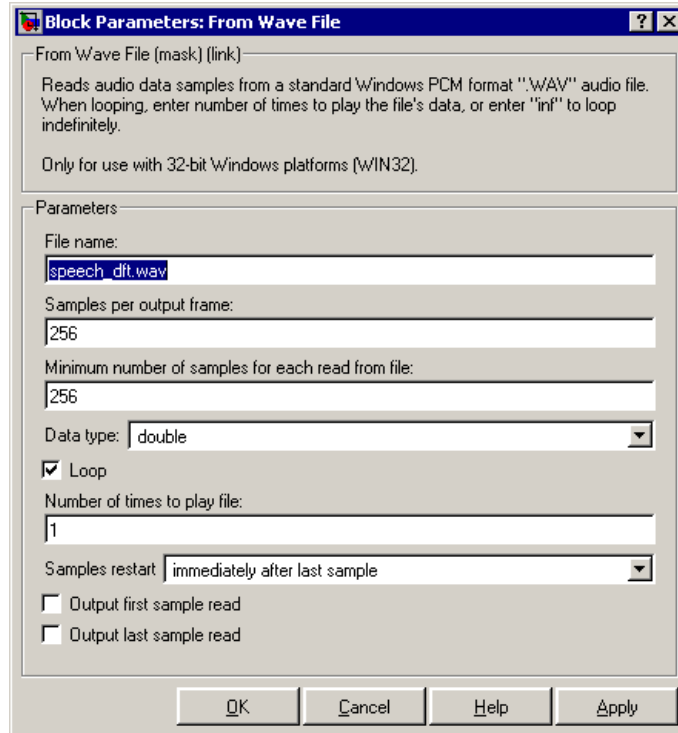 Block Parameters: From Wave File
From Wave File (mask) (link)
Reads audio data samples from a standard Windows PCM format ".WAV" audio file.
When looping, enter number of times to play the file's data, or enter "inf" to loop
indefinitely.
Only for use with 32-bit Windows platforms (WIN32).
Parameters
File name:
speech_dft.wav
Samples per output frame:
256
Minimum number of samples for each read from file:
256
Data type: double
Loop
Number of times to play file:
1
Samples restart immediately after last sample
Output first sample read
Output last sample read
OK Cancel Help Apply